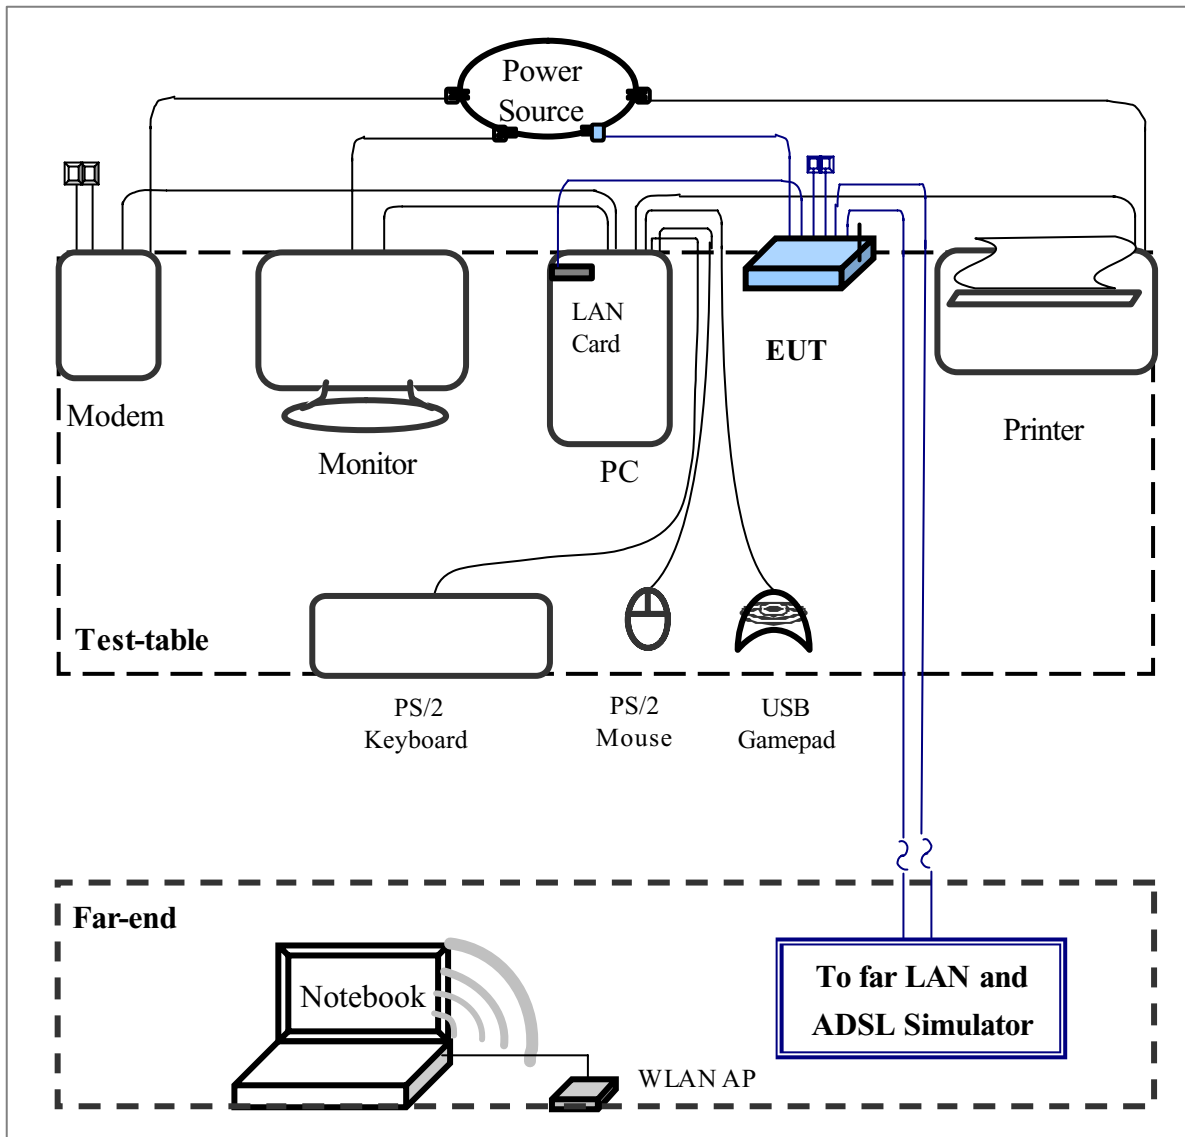 Power
Source
LAN
Card
EUT
Modem
Monitor
PC
Printer
Test-table
PS/2
Keyboard
PS/2
Mouse
USB
Gamepad
Far-end
Notebook
To far LAN and
ADSL Simulator
WLAN AP